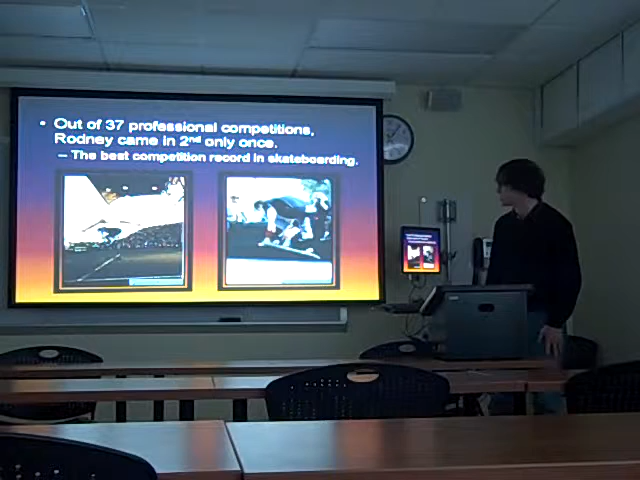 • Out of 37 professional competitions,
Rodney came in 2nd only once.
– The best competition record in skateboarding.